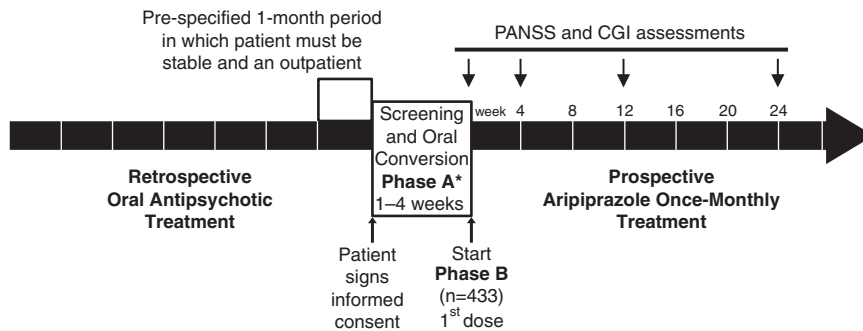 Pre-specified 1-month period
in which patient must be
stable and an outpatient
PANSS and CGI assessments
week 4 8 12 16 20 24
Screening
and Oral
Conversion
Phase A*
1–4 weeks
Retrospective
Oral Antipsychotic
Treatment
Prospective
Aripiprazole Once-Monthly
Treatment
Patient
signs
informed
consent
Start
Phase B
(n=433)
1st dose